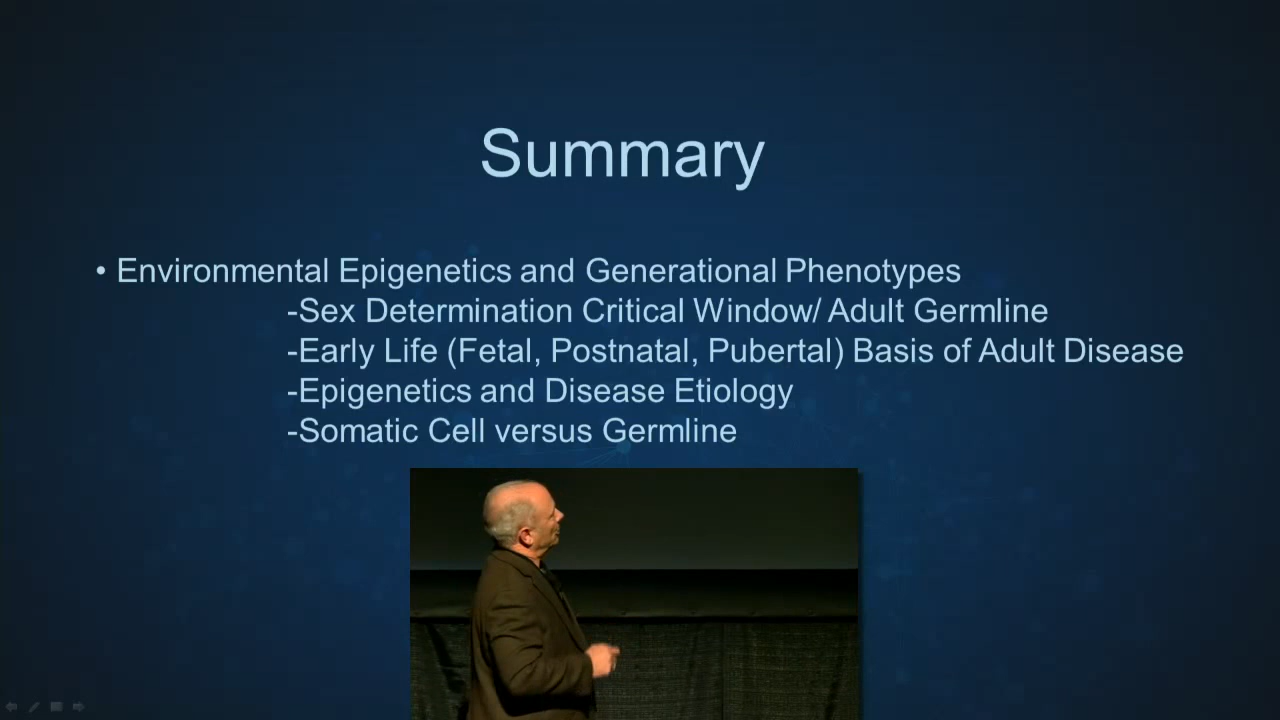 Summary
• Environmental Epigenetics and Generational Phenotypes
-Sex Determination Critical Window/ Adult Germline
-Early Life (Fetal, Postnatal, Pubertal) Basis of Adult Disease
-Epigenetics and Disease Etiology
-Somatic Cell versus Germline